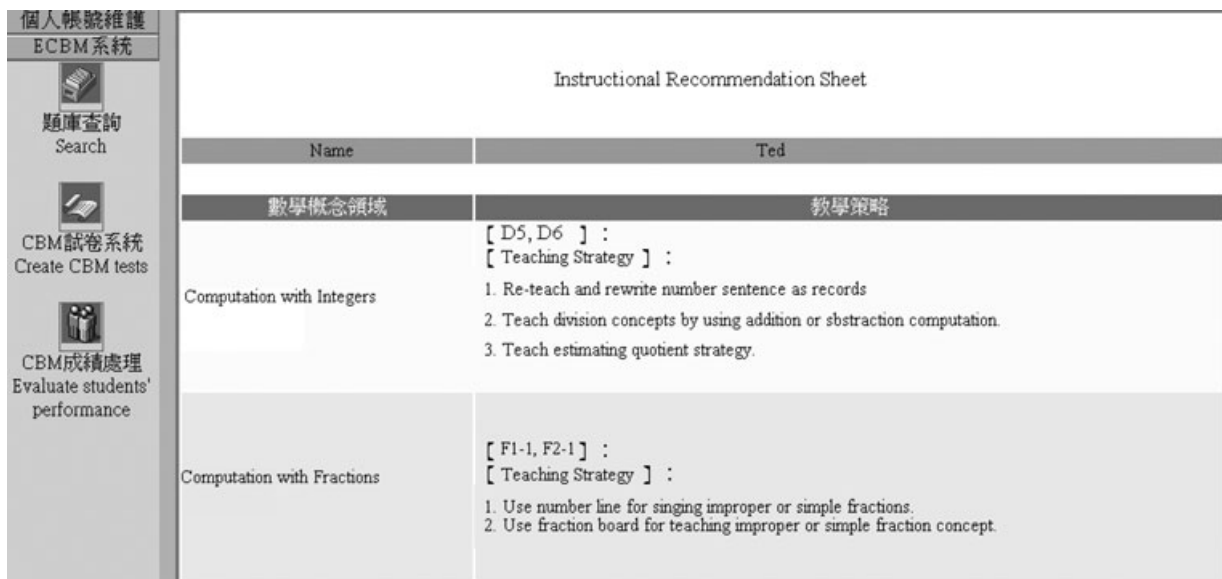 個人帳號維護
ECBM系統
題庫查詢
Search
CBM試卷系統
Create CBM tests
CBM成績處理
Evaluate students'
performance
Instructional Recommendation Sheet
Name
Ted
數學概念領域
教學策略
Computation with Integers
[ D5, D6 ] :
[ Teaching Strategy ] :
1. Re-teach and rewrite number sentence as records
2. Teach division concepts by using addition or sbstraction computation.
3. Teach estimating quotient strategy.
Computation with Fractions
[ F1-1, F2-1 ] :
[ Teaching Strategy ] :
1. Use number line for singing improper or simple fractions.
2. Use fraction board for teaching improper or simple fraction concept.